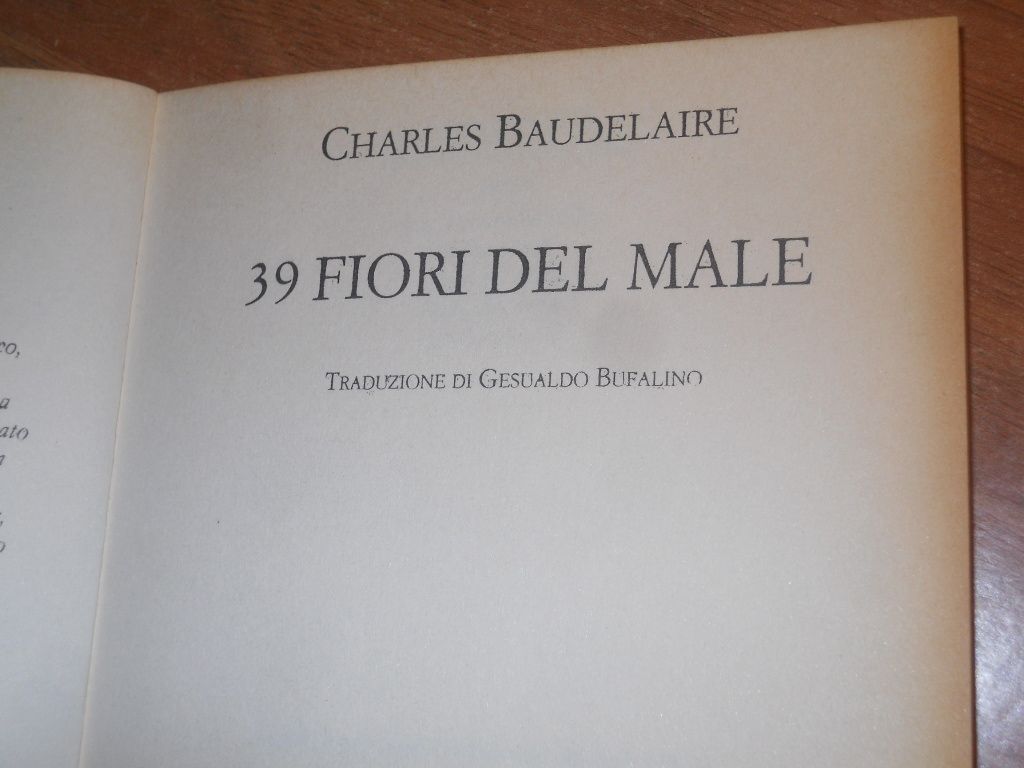 CHARLES BAUDELAIRE
39 FIORI DEL MALE
TRADUZIONE DI GESUALDO BUFALINO